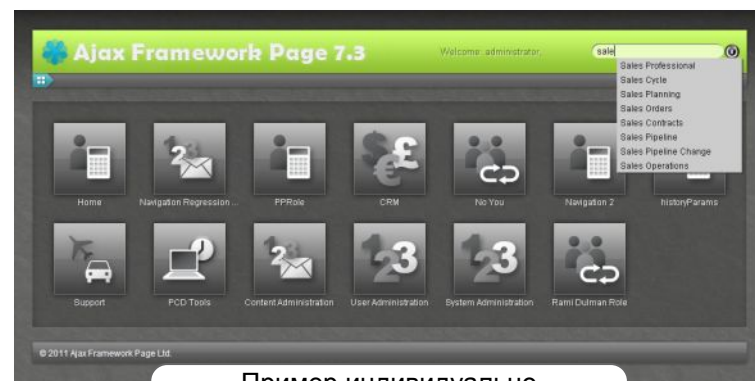 Ajax Framework Page 7.3
Welcome: administrator,
sale
Sales Professional
Sales Cycle
Sales Planning
Sales Orders
Sales Contracts
Sales Pipeline
Sales Pipeline Change
Sales Operations
Home
Navigation Regression ...
PPRole
CRM
No You
Navigation 2
historyParams
Support
PCD Tools
Content Administration
User Administration
System Administration
Rami Dulman Role
© 2011 Ajax Framework Page Ltd.
Пример индивидуально